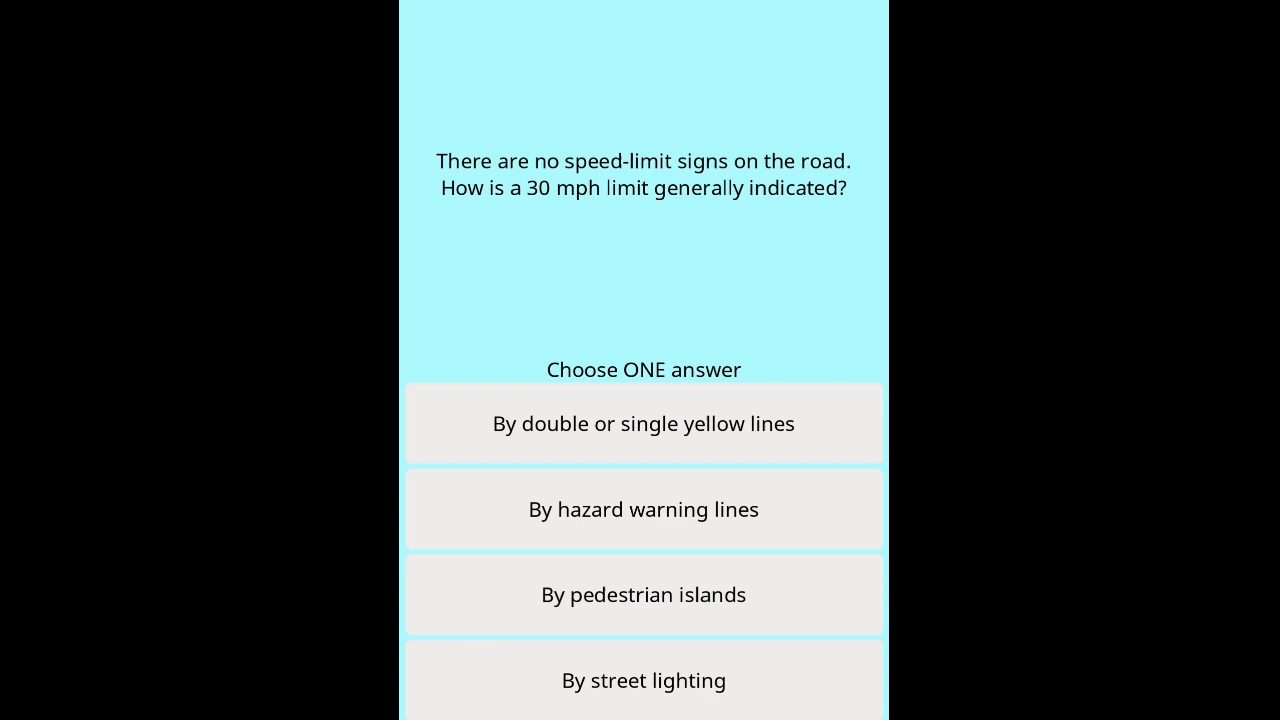 There are no speed-limit signs on the road.
How is a 30 mph limit generally indicated?
Choose ONE answer
By double or single yellow lines
By hazard warning lines
By pedestrian islands
By street lighting